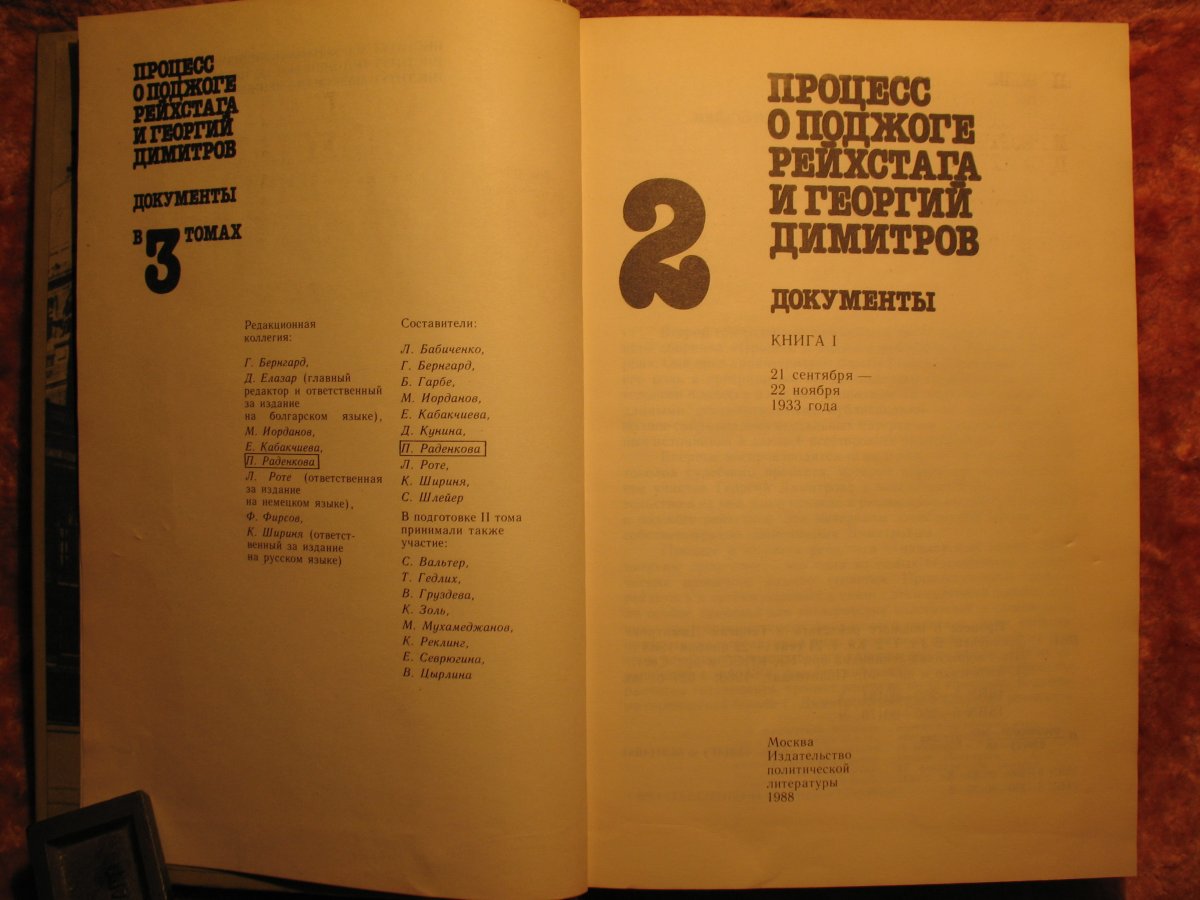 ПРОЦЕСС
О ПОДЖОГЕ
РЕЙХСТАГА
И ГЕОРГИЙ
ДИМИТРОВ
ДОКУМЕНТЫ
В 3 ТОМАХ
Редакционная
коллегия:
Г. Бернгард,
Д. Елазар (главный
редактор и ответственный
за издание
на болгарском языке),
М. Иорданов,
Е. Кабакчиева,
П. Раденкова
Л. Роте (ответственная
за издание
на немецком языке),
Ф. Фирсов,
К. Шириня (ответст-
венный за издание
на русском языке)
Составители:
Л. Бабиченко,
Г. Бернгард,
Б. Гарбе,
М. Иорданов,
Е. Кабакчиева,
Д. Кунина,
П. Раденкова
Л. Роте,
К. Шириня,
С. Шлейер
В подготовке II тома
принимали также
участие:
С. Вальтер,
Т. Гедлих,
В. Груздева,
К. Золь,
М. Мухамеджанов,
К. Реклинг,
Е. Севрюгина,
В. Цырлина
2
ПРОЦЕСС
О ПОДЖОГЕ
РЕЙХСТАГА
И ГЕОРГИЙ
ДИМИТРОВ
ДОКУМЕНТЫ
КНИГА I
21 сентября —
22 ноября
1933 года
Москва
Издательство
политической
литературы
1988